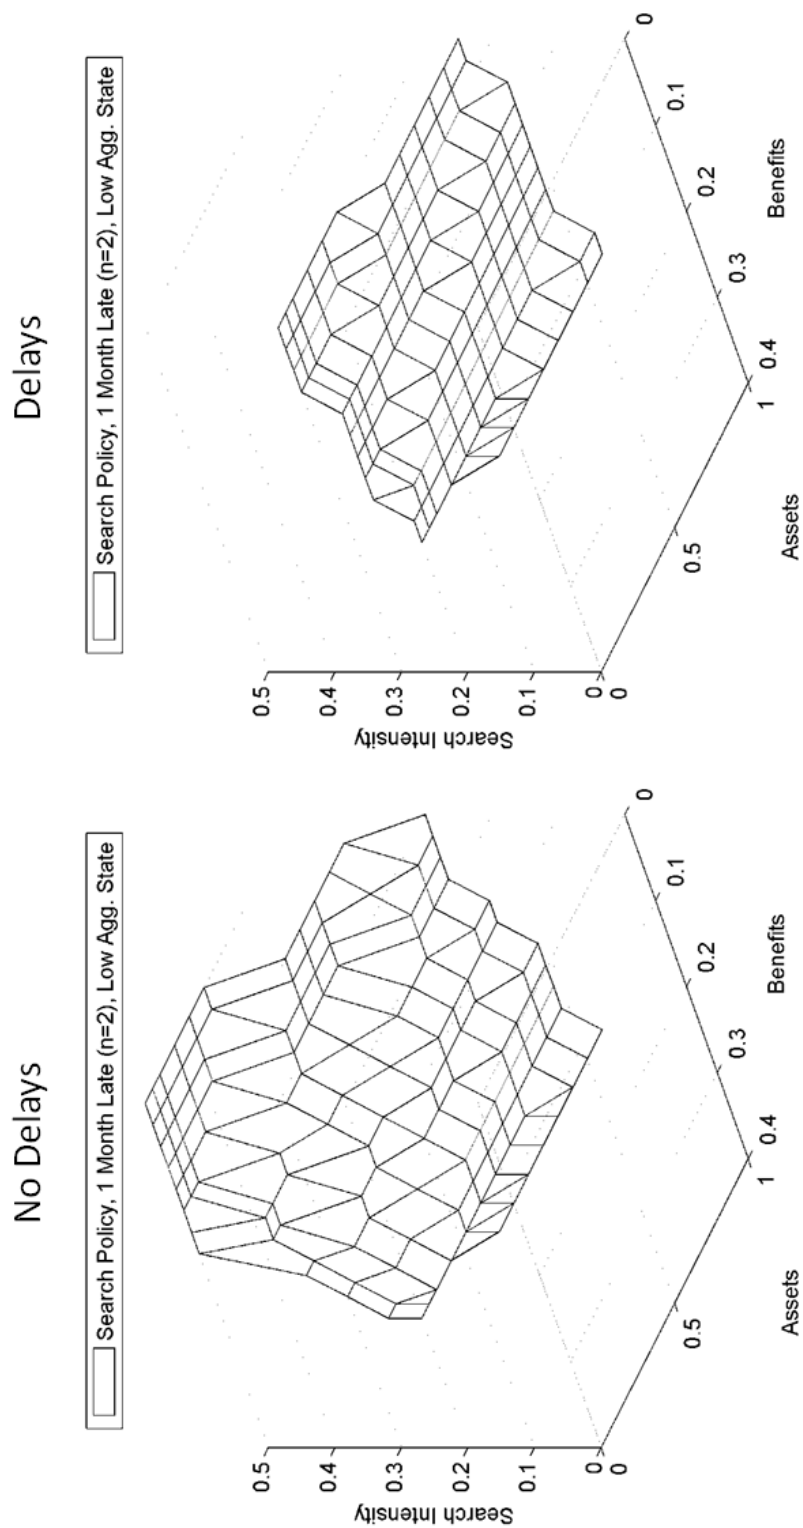 No Delays
Search Policy, 1 Month Late (n=2), Low Agg. State
0.5
0.4
0.3
0.2
0.1
0
Search Intensity
0
0.5
1
Assets
0.4
0.3
0.2
0.1
0
Benefits
Delays
Search Policy, 1 Month Late (n=2), Low Agg. State
0.5
0.4
0.3
0.2
0.1
0
Search Intensity
0
0.5
1
Assets
0.4
0.3
0.2
0.1
0
Benefits